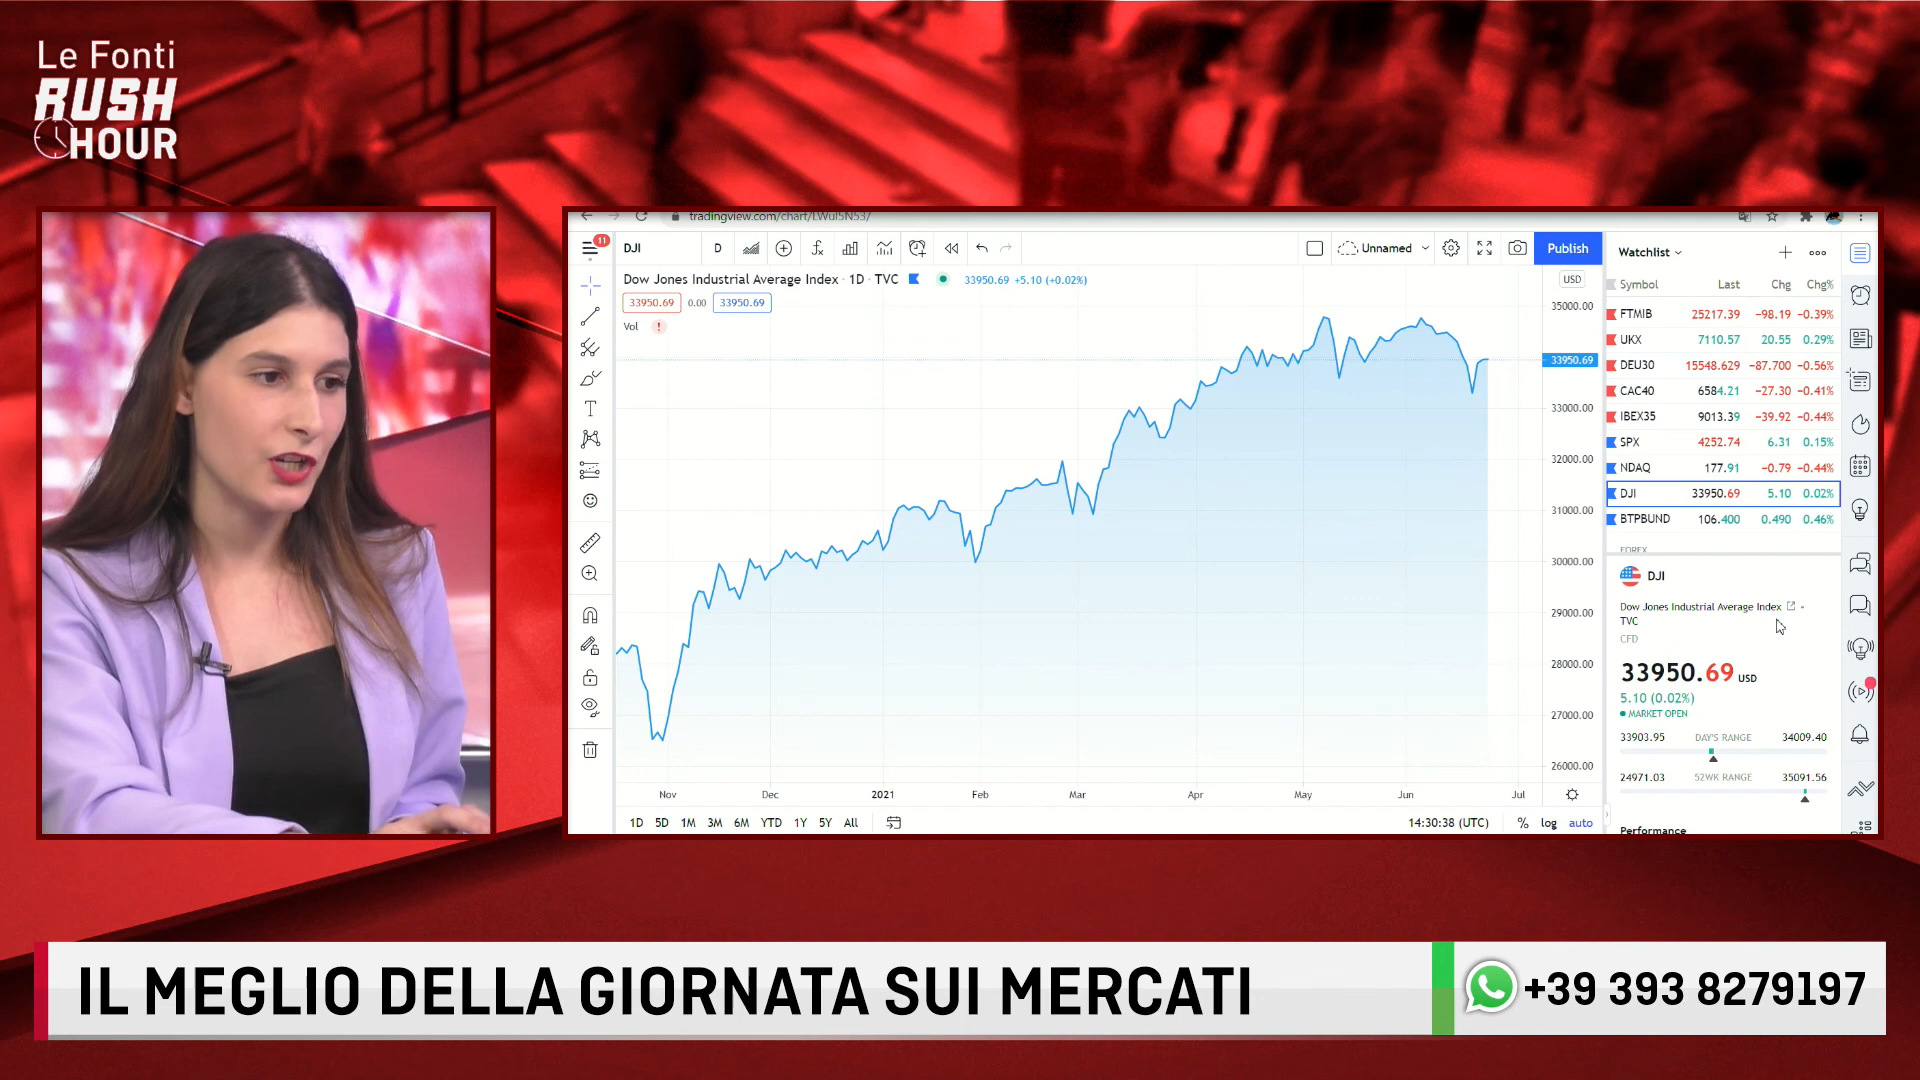 Le Fonti
RUSH
HOUR
tradingview.com/chart/LWul5N53/
11
DJI
D
Unnamed
Publish
Dow Jones Industrial Average Index · 1D · TVC
33950.69 +5.10 (+0.02%)
33950.69 0.00 33950.69
Vol !
USD
35000.00
33950.69
33000.00
32000.00
31000.00
30000.00
29000.00
28000.00
27000.00
26000.00
Nov Dec 2021 Feb Mar Apr May Jun Jul
1D 5D 1M 3M 6M YTD 1Y 5Y All
14:30:38 (UTC) % log auto
Watchlist
Symbol Last Chg Chg%
FTMIB 25217.39 −98.19 −0.39%
UKX 7110.57 20.55 0.29%
DEU30 15548.629 −87.700 −0.56%
CAC40 6584.21 −27.30 −0.41%
IBEX35 9013.39 −39.92 −0.44%
SPX 4252.74 6.31 0.15%
NDAQ 177.91 −0.79 −0.44%
DJI 33950.69 5.10 0.02%
BTPBUND 106.400 0.490 0.46%
FOREX
DJI
Dow Jones Industrial Average Index -
TVC
CFD
33950.69 USD
5.10 (0.02%)
MARKET OPEN
33903.95 DAY'S RANGE 34009.40
24971.03 52WK RANGE 35091.56
Performance
IL MEGLIO DELLA GIORNATA SUI MERCATI
+39 393 8279197